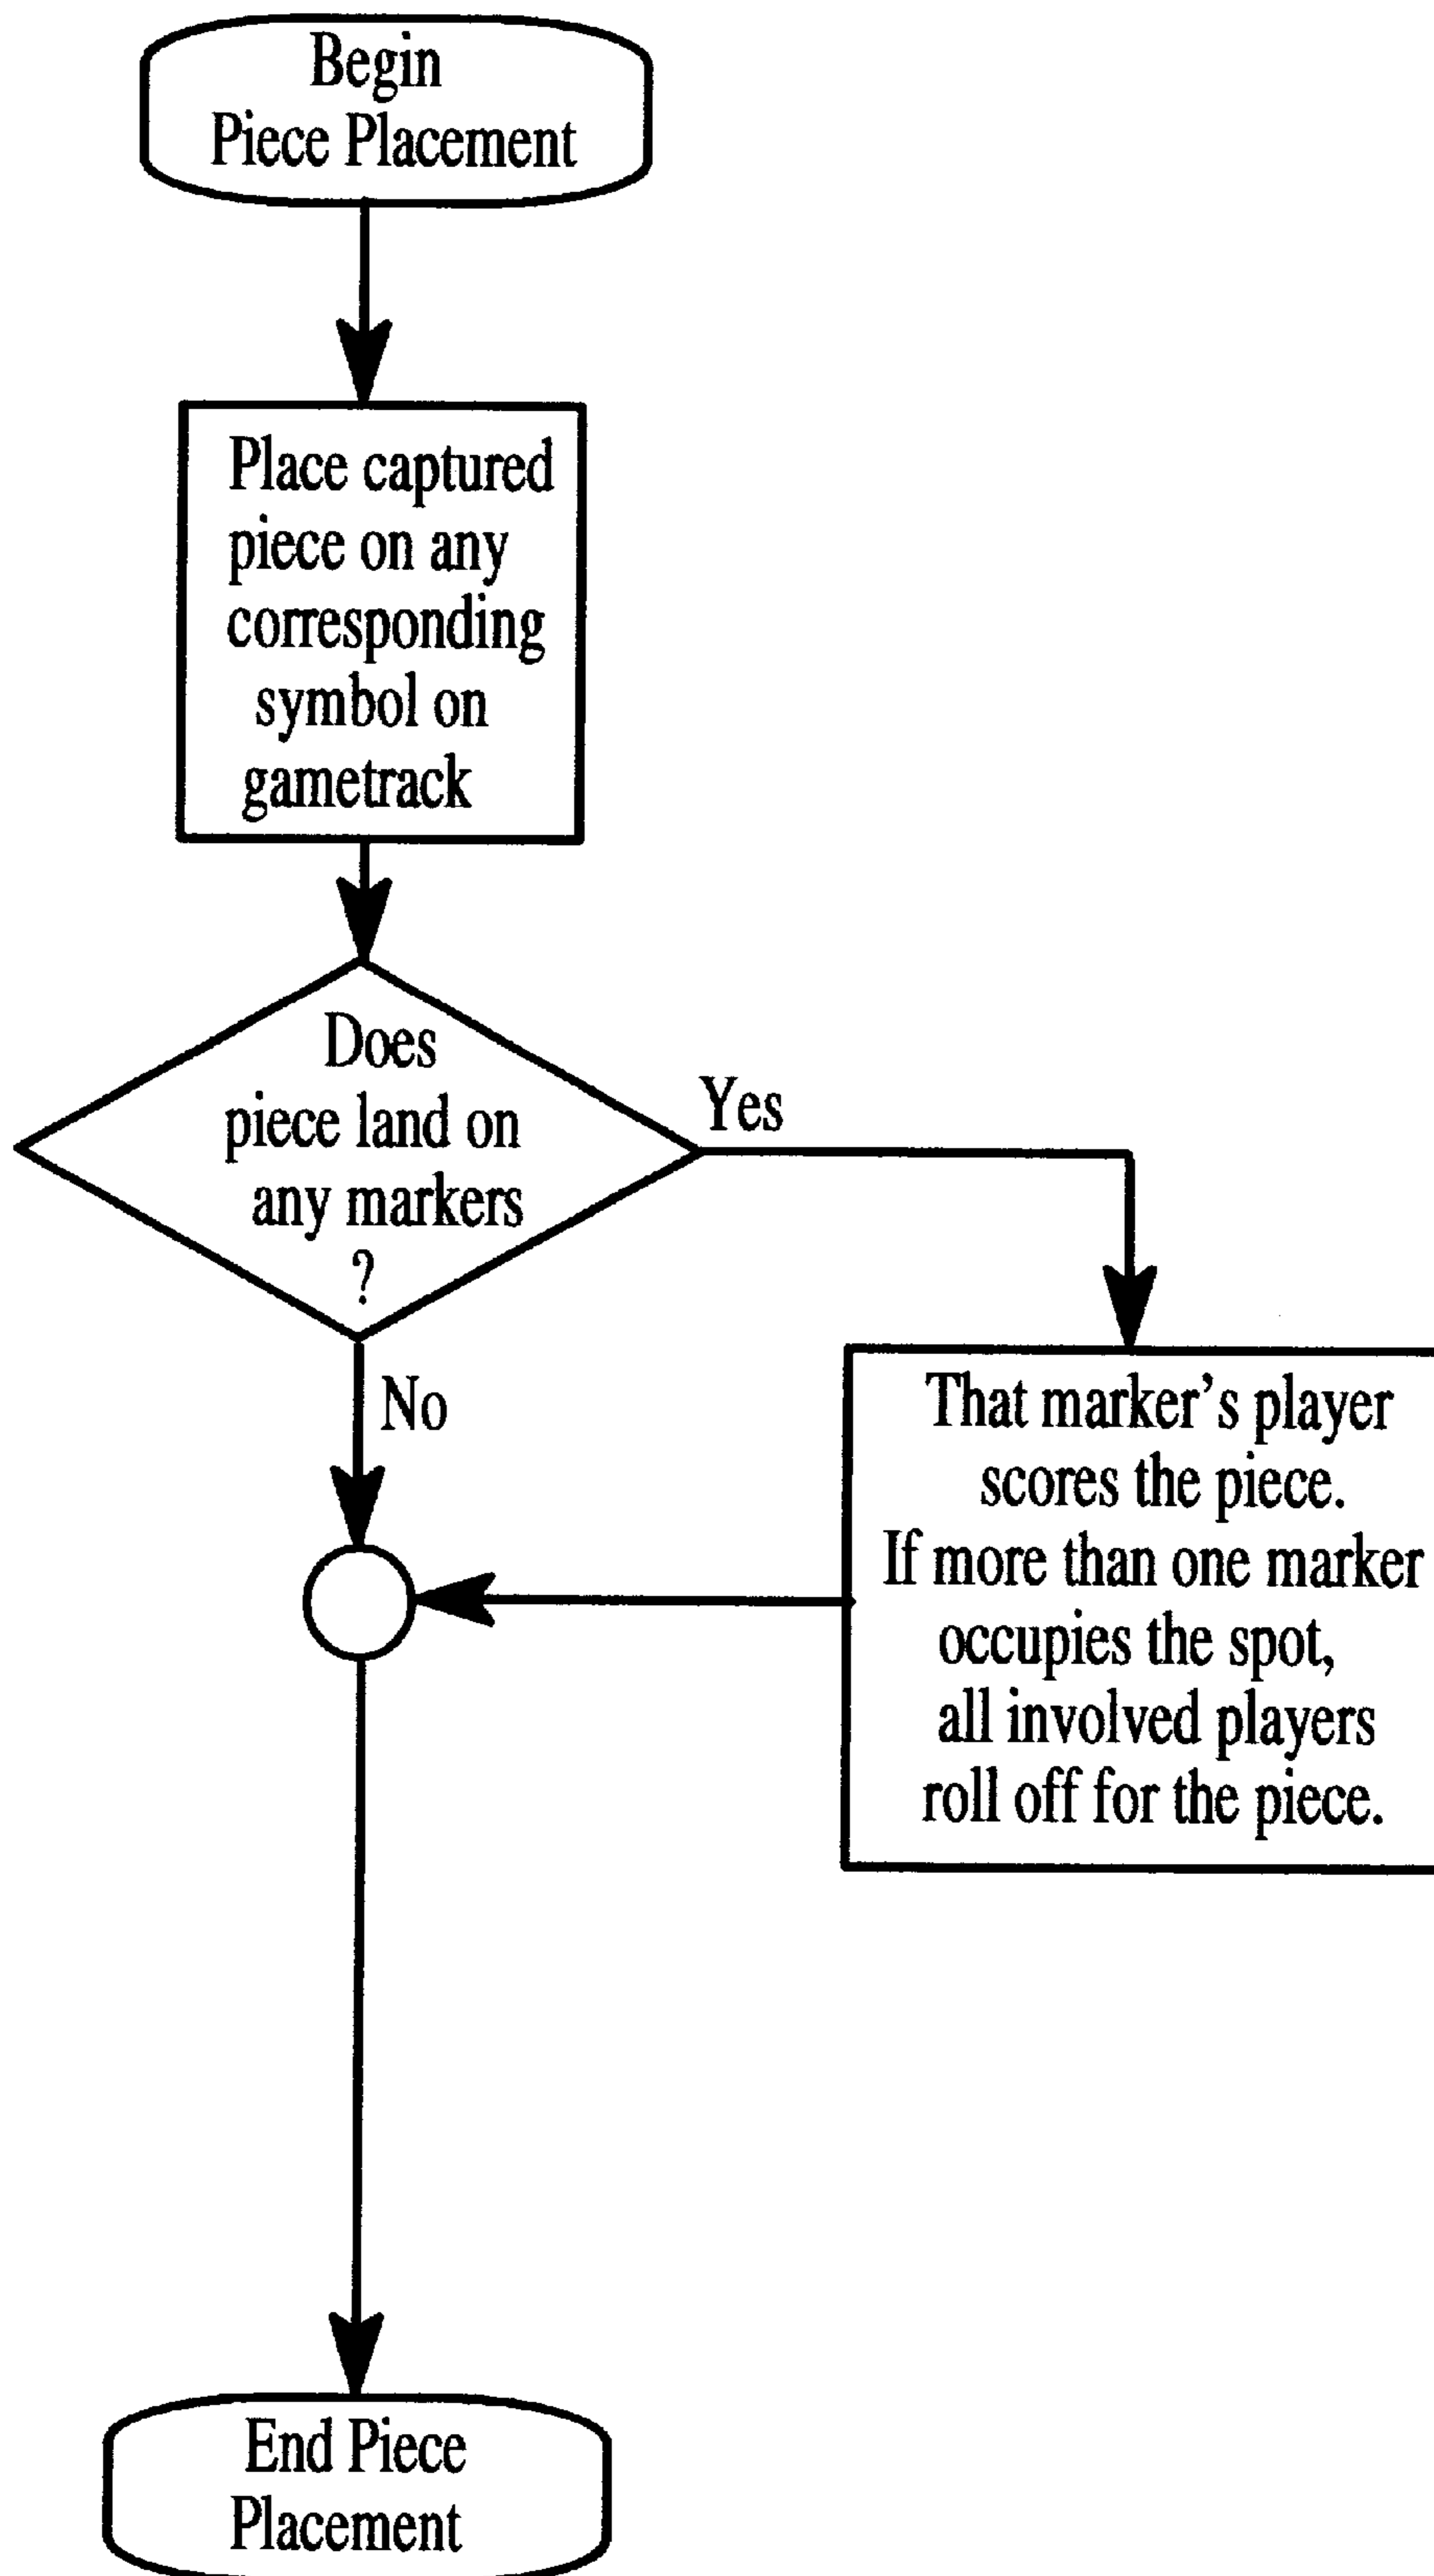 Begin
Piece Placement
Place captured
piece on any
corresponding
symbol on
gametrack
Does
piece land on
any markers
?
Yes
No
That marker's player
scores the piece.
If more than one marker
occupies the spot,
all involved players
roll off for the piece.
End Piece
Placement